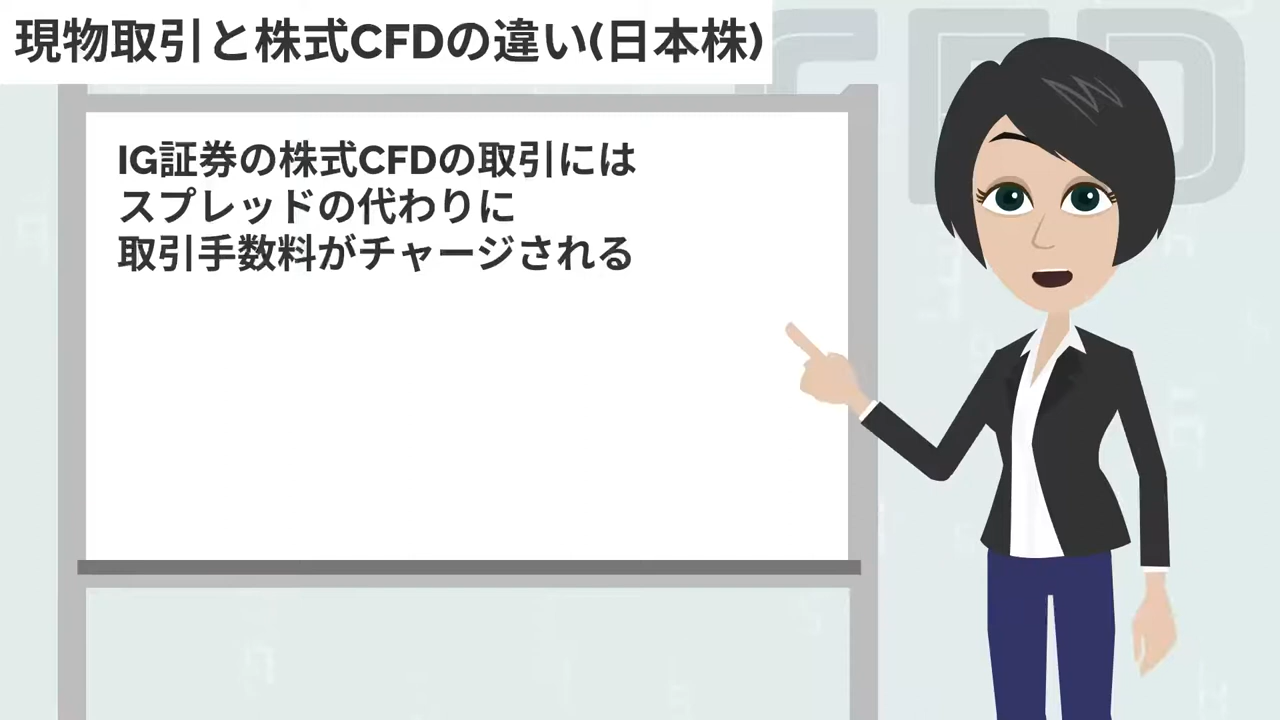 現物取引と株式CFDの違い(日本株)
CFD
IG証券の株式CFDの取引には
スプレッドの代わりに
取引手数料がチャージされる